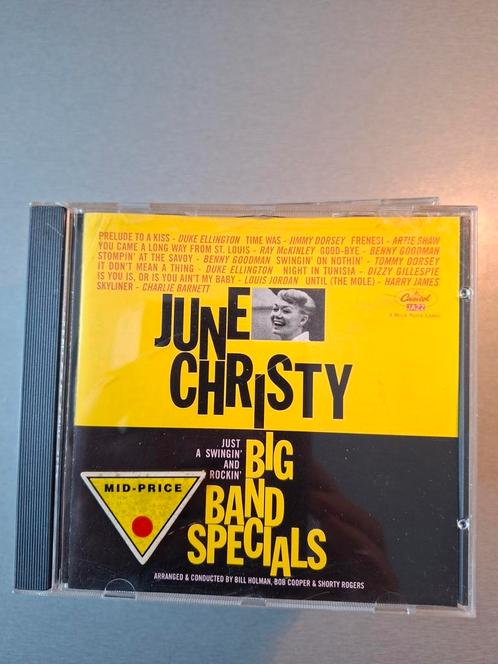 PRELUDE TO A KISS - DUKE ELLINGTON TIME WAS - JIMMY DORSEY FRENESI - ARTIE SHAW
YOU CAME A LONG WAY FROM ST. LOUIS - RAY McKINLEY GOOD-BYE - BENNY GOODMAN
STOMPIN' AT THE SAVOY - BENNY GOODMAN SWINGIN' ON NOTHIN' - TOMMY DORSEY
IT DON'T MEAN A THING - DUKE ELLINGTON NIGHT IN TUNISIA - DIZZY GILLESPIE
IS YOU IS, OR IS YOU AIN'T MY BABY - LOUIS JORDAN UNTIL (THE MOLE) - HARRY JAMES
SKYLINER - CHARLIE BARNETT
Capitol
JAZZ
A BLUE NOTE LABEL
JUNE
CHRISTY
JUST
A SWINGIN'
AND
ROCKIN'
BIG
BAND
SPECIALS
MID-PRICE
ARRANGED & CONDUCTED BY BILL HOLMAN, BOB COOPER & SHORTY ROGERS